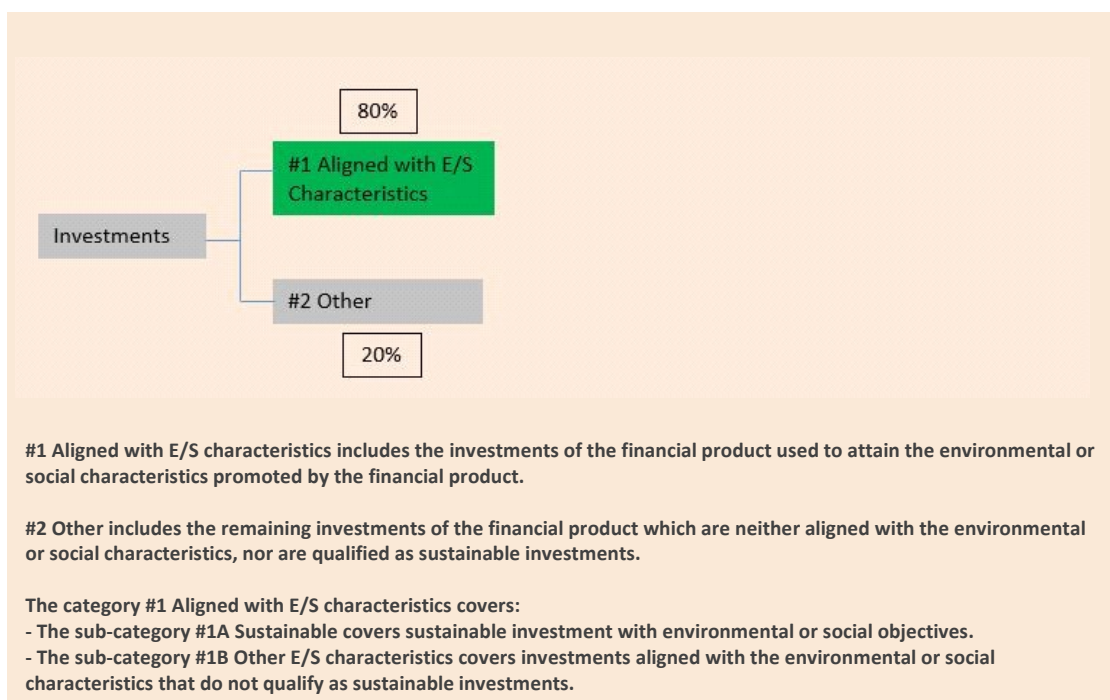 80%
#1 Aligned with E/S
Characteristics
Investments
#2 Other
20%
#1 Aligned with E/S characteristics includes the investments of the financial product used to attain the environmental or
social characteristics promoted by the financial product.
#2 Other includes the remaining investments of the financial product which are neither aligned with the environmental
or social characteristics, nor are qualified as sustainable investments.
The category #1 Aligned with E/S characteristics covers:
- The sub-category #1A Sustainable covers sustainable investment with environmental or social objectives.
- The sub-category #1B Other E/S characteristics covers investments aligned with the environmental or social
characteristics that do not qualify as sustainable investments.